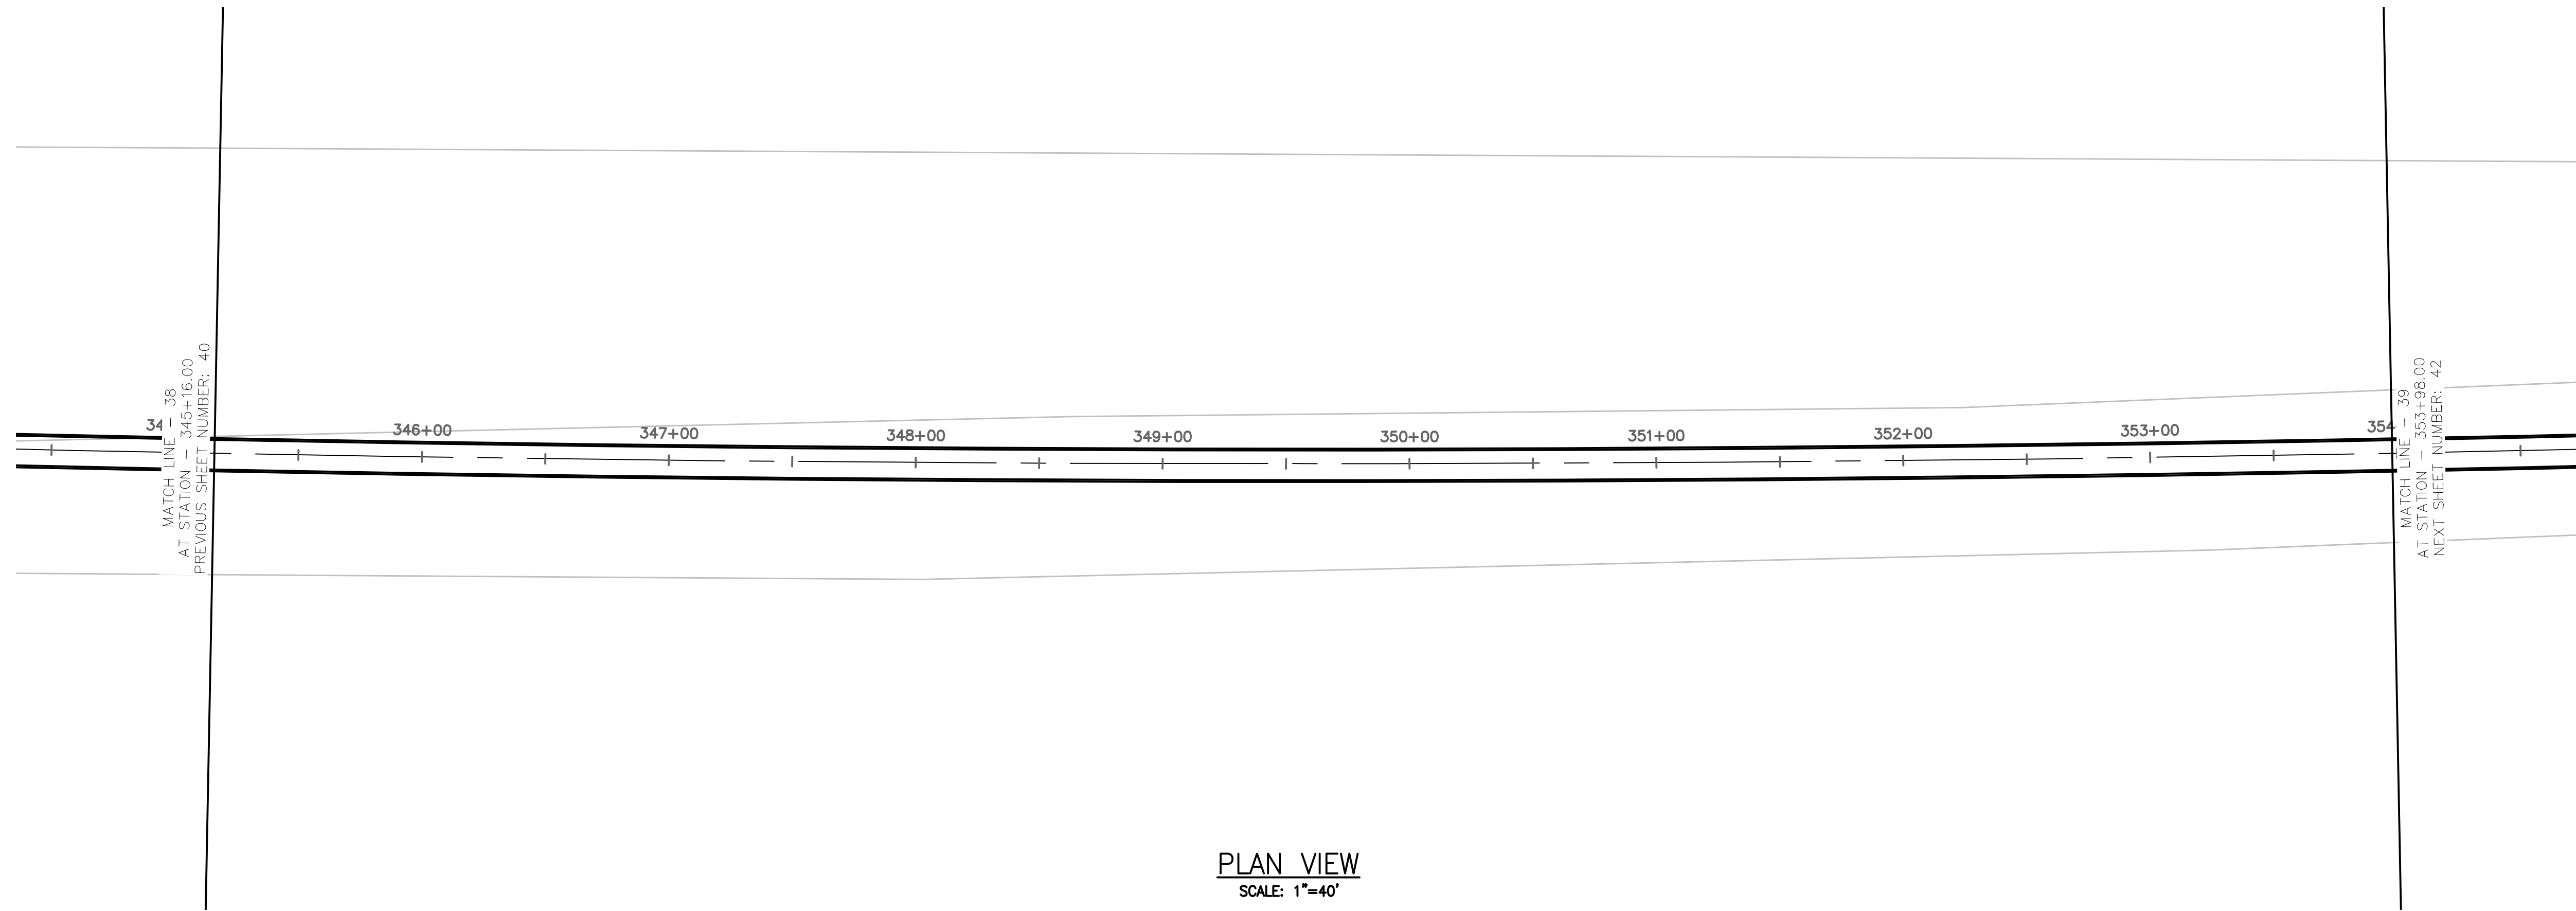 MATCH LINE - 38
AT STATION - 345+16.00
PREVIOUS SHEET NUMBER: 40
34
346+00
347+00
348+00
349+00
350+00
351+00
352+00
353+00
354
MATCH LINE - 39
AT STATION - 353+98.00
NEXT SHEET NUMBER: 42
PLAN VIEW
SCALE: 1"=40'